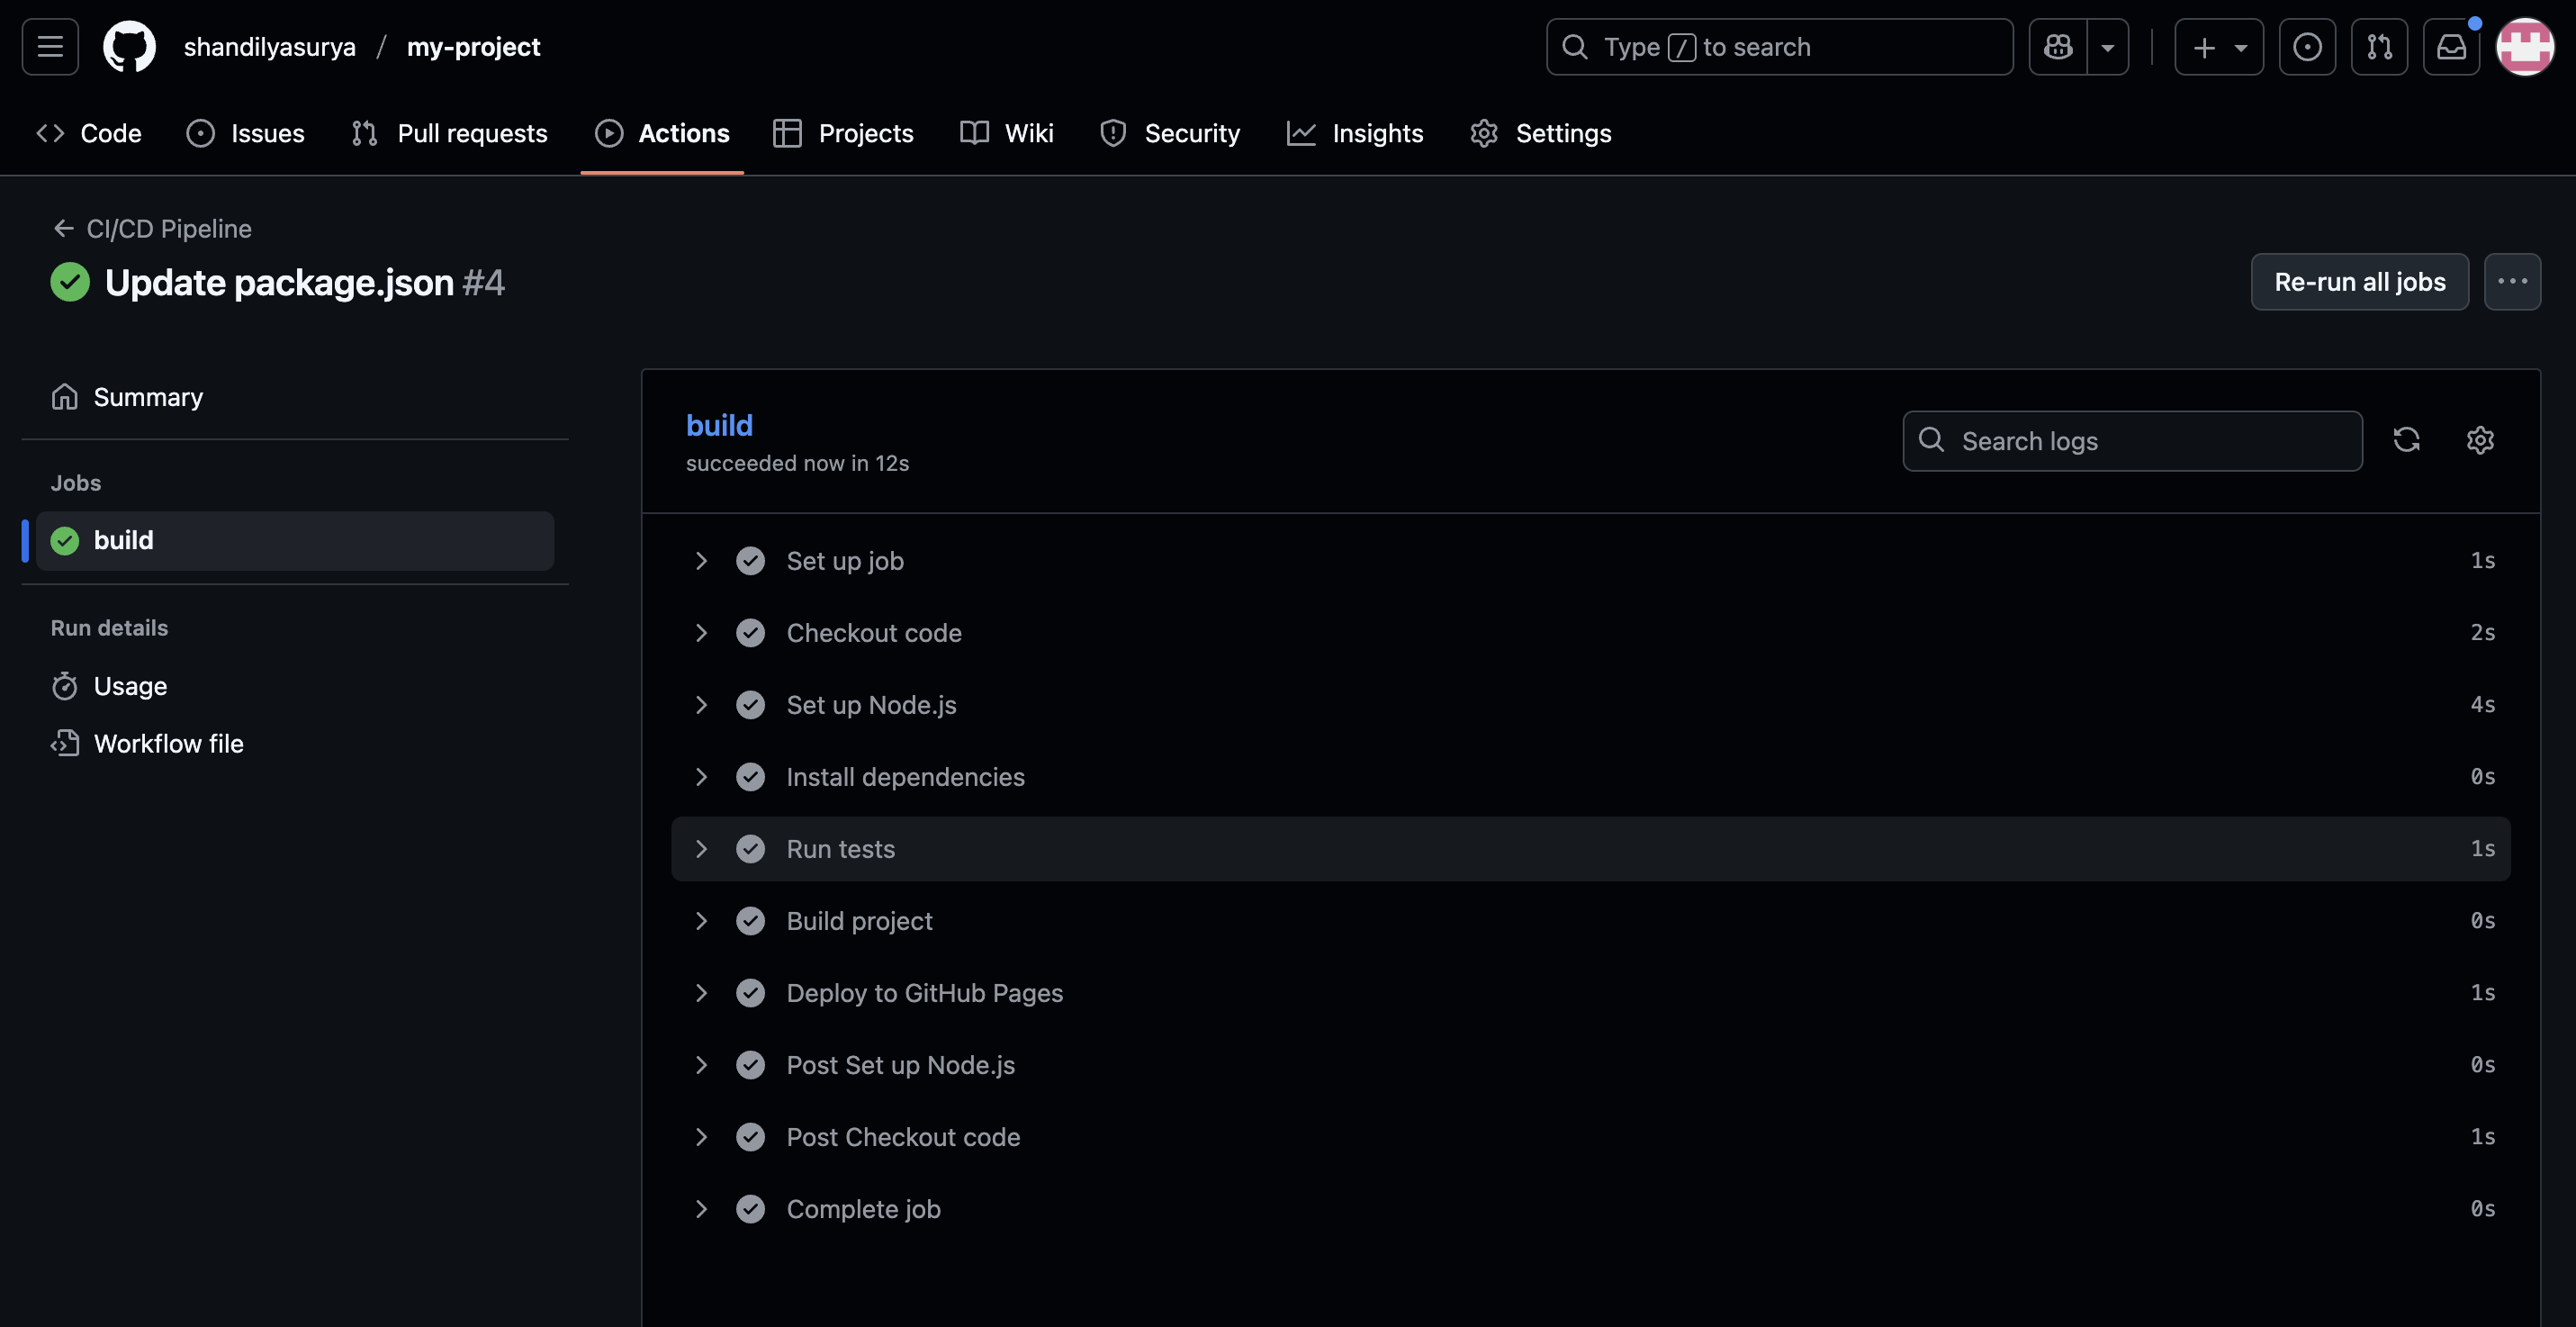 shandilyasurya / my-project
Type / to search
Code Issues Pull requests Actions Projects Wiki Security Insights Settings
CI/CD Pipeline
Update package.json #4
Re-run all jobs
Summary
Jobs
build
Run details
Usage
Workflow file
build
succeeded now in 12s
Search logs
Set up job 1s
Checkout code 2s
Set up Node.js 4s
Install dependencies 0s
Run tests 1s
Build project 0s
Deploy to GitHub Pages 1s
Post Set up Node.js 0s
Post Checkout code 1s
Complete job 0s